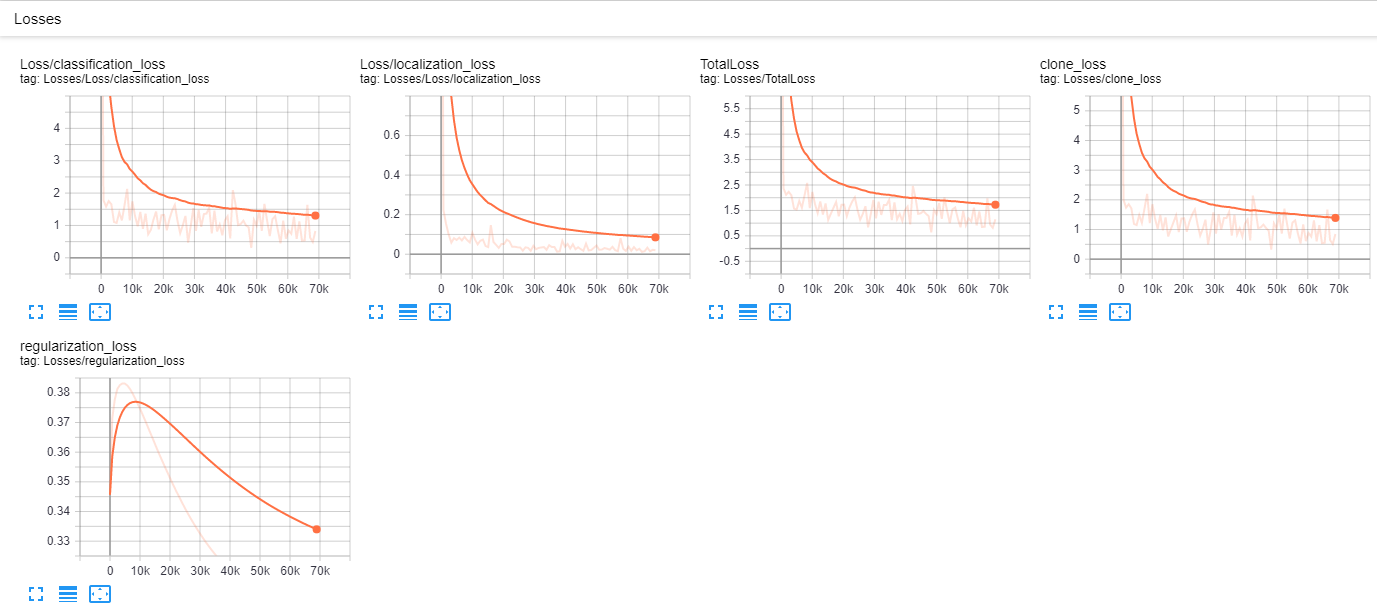 Losses
Loss/classification_loss
tag: Losses/Loss/classification_loss
4
3
2
1
0
0 10k 20k 30k 40k 50k 60k 70k
Loss/localization_loss
tag: Losses/Loss/localization_loss
0.6
0.4
0.2
0
0 10k 20k 30k 40k 50k 60k 70k
TotalLoss
tag: Losses/TotalLoss
5.5
4.5
3.5
2.5
1.5
0.5
-0.5
0 10k 20k 30k 40k 50k 60k 70k
clone_loss
tag: Losses/clone_loss
5
4
3
2
1
0
0 10k 20k 30k 40k 50k 60k 70k
regularization_loss
tag: Losses/regularization_loss
0.38
0.37
0.36
0.35
0.34
0.33
0 10k 20k 30k 40k 50k 60k 70k